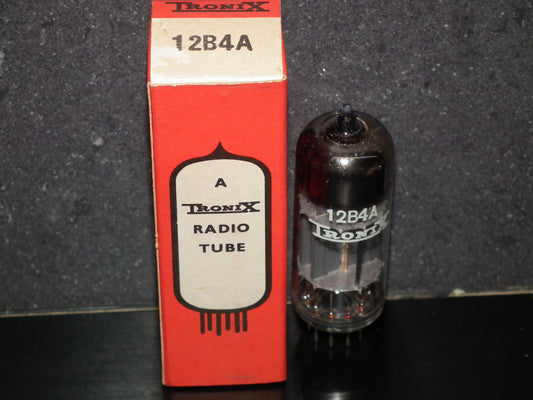 TRONIX
12B4A
A
TRONIX
RADIO
TUBE
12B4A
TRONIX